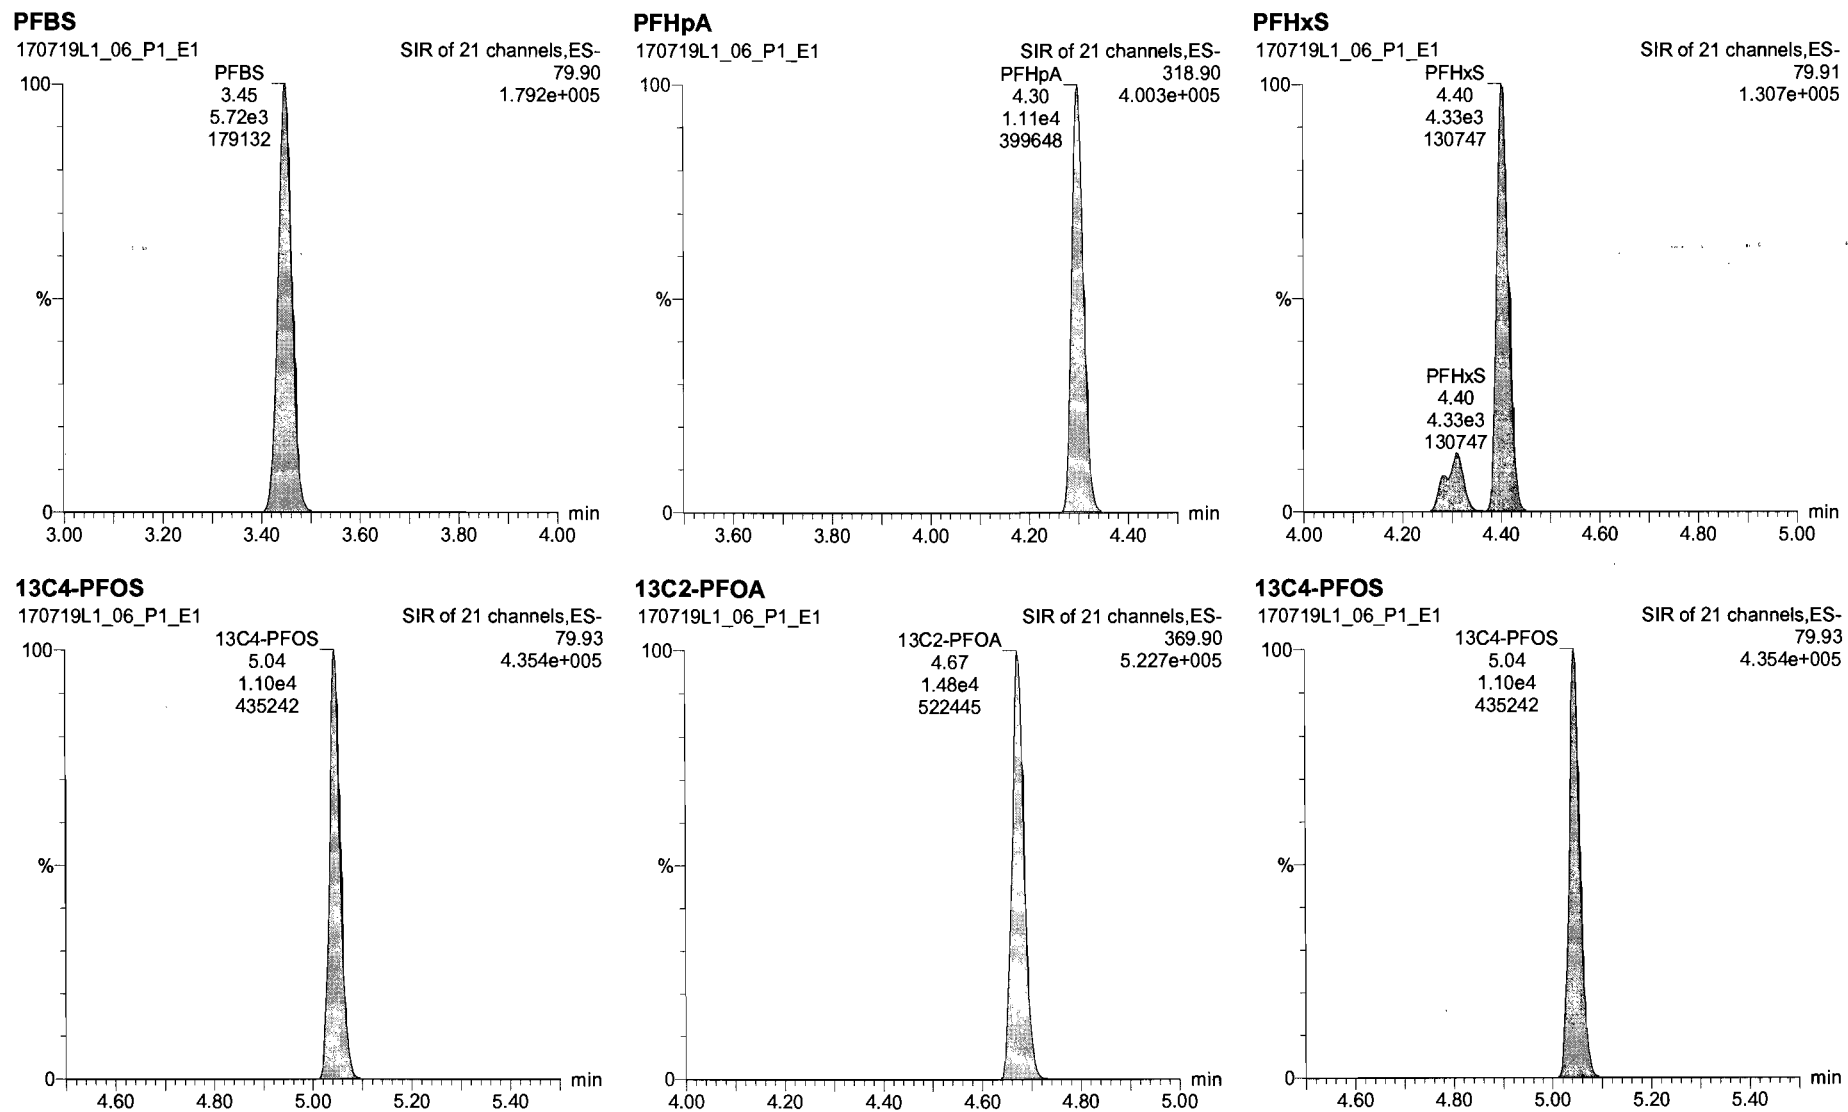 PFBS
170719L1_06_P1_E1
SIR of 21 channels,ES-
79.90
1.792e+005
PFBS
3.45
5.72e3
179132
100
%
0
3.00 3.20 3.40 3.60 3.80 4.00
min
PFHpA
170719L1_06_P1_E1
SIR of 21 channels,ES-
318.90
4.003e+005
PFHpA
4.30
1.11e4
399648
100
%
0
3.60 3.80 4.00 4.20 4.40
min
PFHxS
170719L1_06_P1_E1
SIR of 21 channels,ES-
79.91
1.307e+005
PFHxS
4.40
4.33e3
130747
PFHxS
4.40
4.33e3
130747
100
%
0
4.00 4.20 4.40 4.60 4.80 5.00
min
13C4-PFOS
170719L1_06_P1_E1
SIR of 21 channels,ES-
79.93
4.354e+005
13C4-PFOS
5.04
1.10e4
435242
100
%
0
4.60 4.80 5.00 5.20 5.40
min
13C2-PFOA
170719L1_06_P1_E1
SIR of 21 channels,ES-
369.90
5.227e+005
13C2-PFOA
4.67
1.48e4
522445
100
%
0
4.00 4.20 4.40 4.60 4.80 5.00
min
13C4-PFOS
170719L1_06_P1_E1
SIR of 21 channels,ES-
79.93
4.354e+005
13C4-PFOS
5.04
1.10e4
435242
100
%
0
4.60 4.80 5.00 5.20 5.40
min